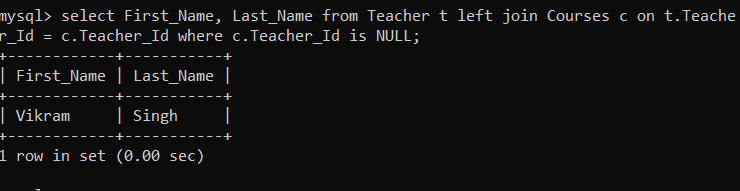 mysql> select First_Name, Last_Name from Teacher t left join Courses c on t.Teache
r_Id = c.Teacher_Id where c.Teacher_Id is NULL;
+------------+-----------+
| First_Name | Last_Name |
+------------+-----------+
| Vikram     | Singh     |
+------------+-----------+
1 row in set (0.00 sec)